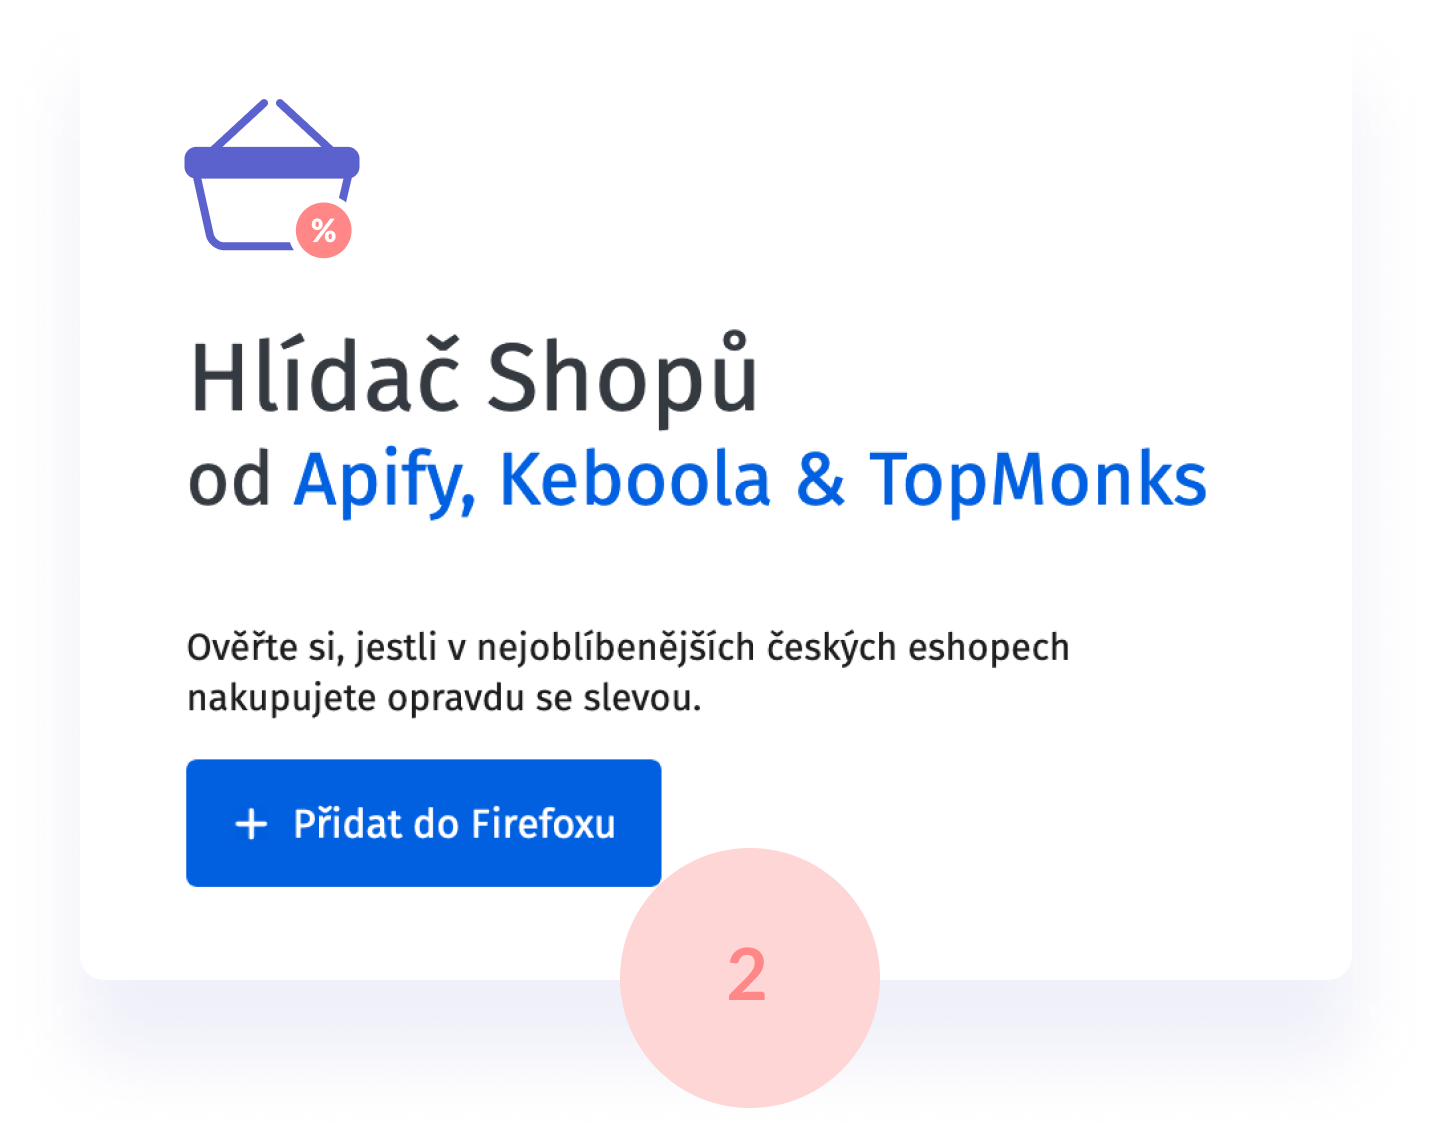 %
Hlídač Shopů
od Apify, Keboola & TopMonks
Ověřte si, jestli v nejoblíbenějších českých eshopech
nakupujete opravdu se slevou.
+ Přidat do Firefoxu
2